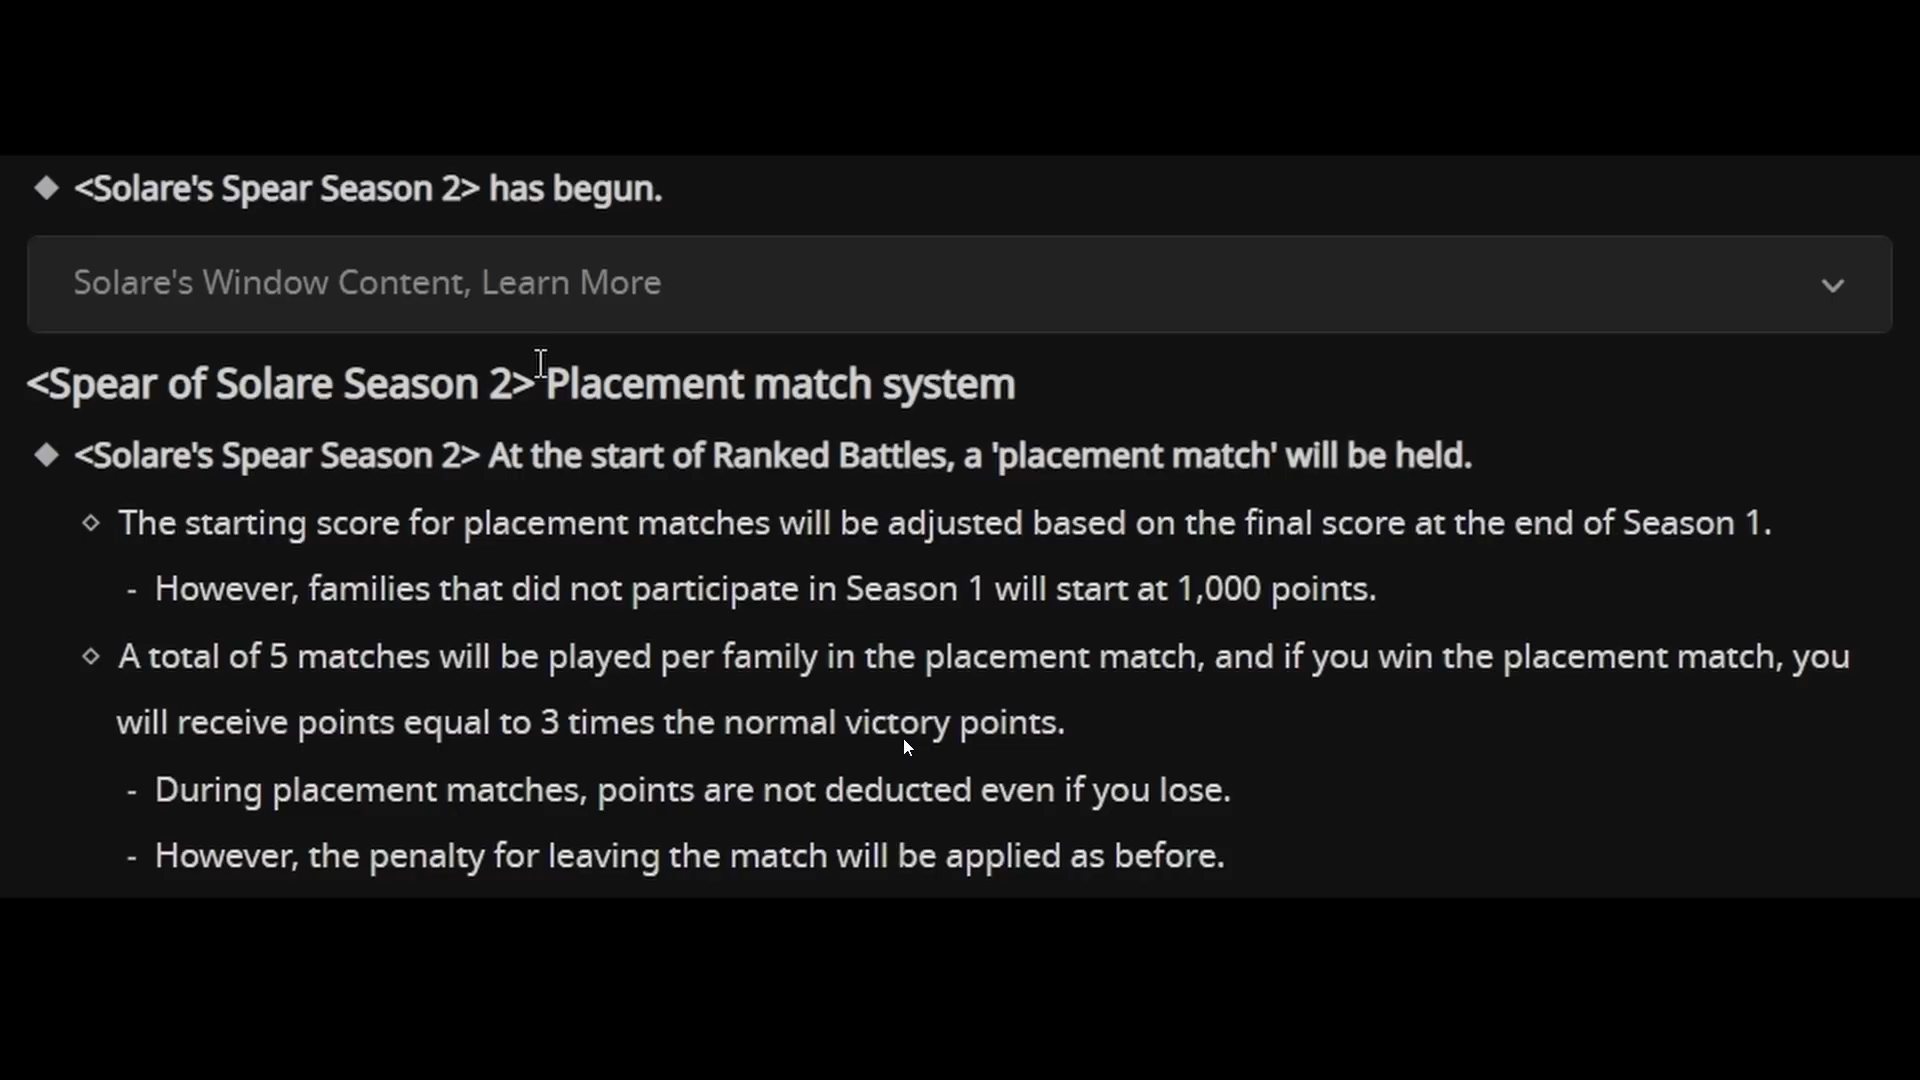 ◆ <Solare's Spear Season 2> has begun.
Solare's Window Content, Learn More
<Spear of Solare Season 2> Placement match system
◆ <Solare's Spear Season 2> At the start of Ranked Battles, a 'placement match' will be held.
◇ The starting score for placement matches will be adjusted based on the final score at the end of Season 1.
- However, families that did not participate in Season 1 will start at 1,000 points.
◇ A total of 5 matches will be played per family in the placement match, and if you win the placement match, you
will receive points equal to 3 times the normal victory points.
- During placement matches, points are not deducted even if you lose.
- However, the penalty for leaving the match will be applied as before.